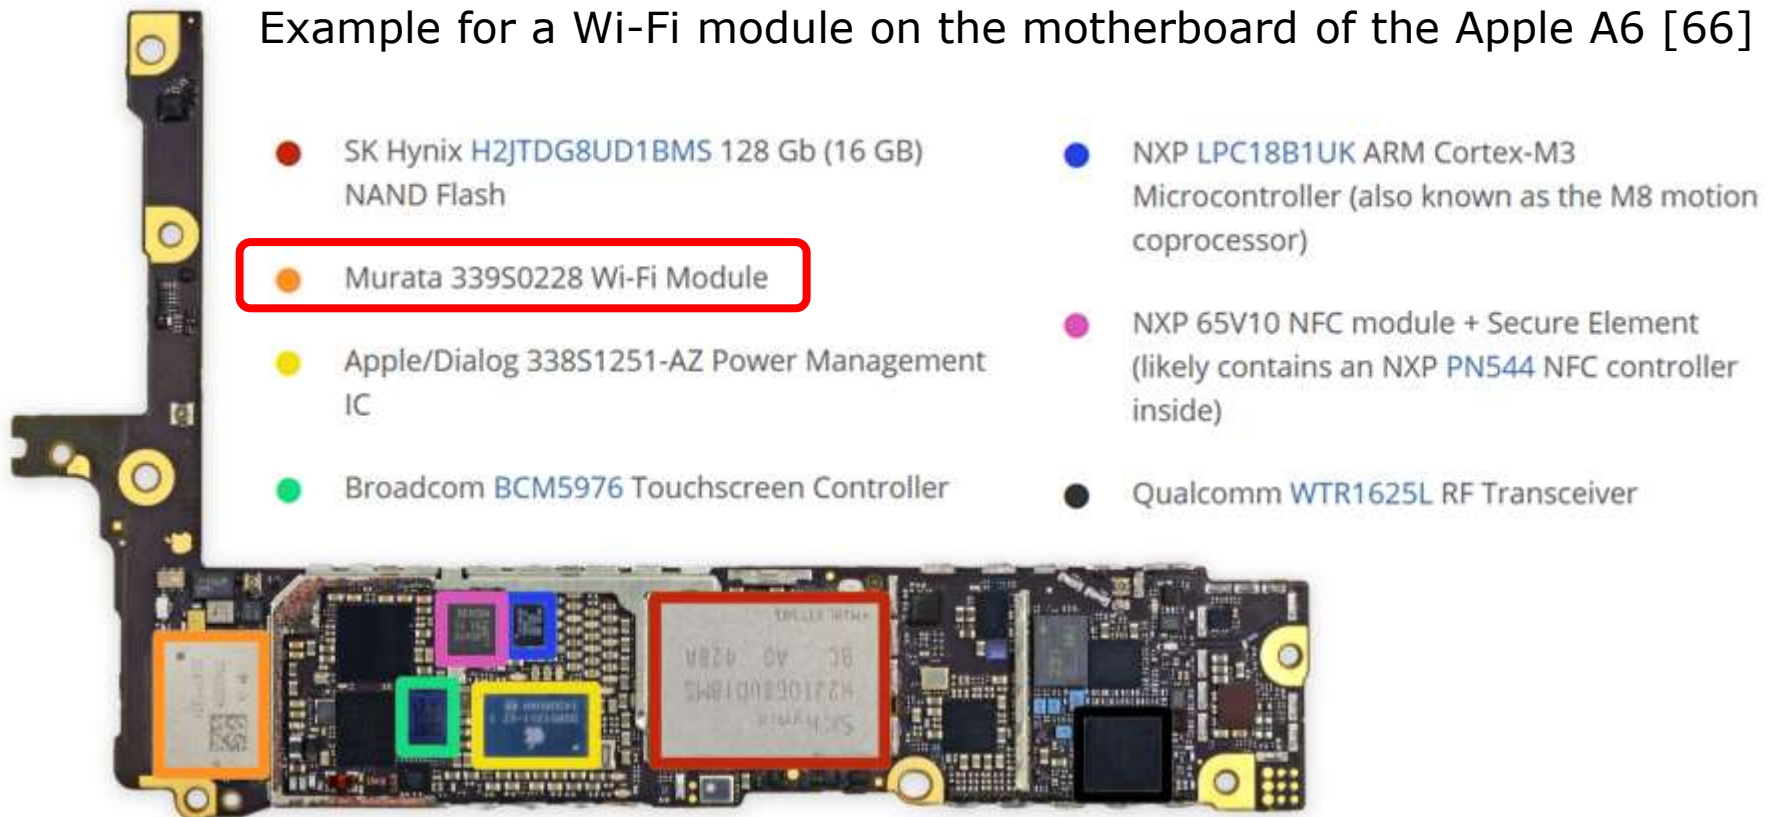 Example for a Wi-Fi module on the motherboard of the Apple A6 [66]
SK Hynix H2JTDG8UD1BMS 128 Gb (16 GB)
NAND Flash
Murata 339S0228 Wi-Fi Module
Apple/Dialog 338S1251-AZ Power Management
IC
Broadcom BCM5976 Touchscreen Controller
NXP LPC18B1UK ARM Cortex-M3
Microcontroller (also known as the M8 motion
coprocessor)
NXP 65V10 NFC module + Secure Element
(likely contains an NXP PN544 NFC controller
inside)
Qualcomm WTR1625L RF Transceiver
SK hynix